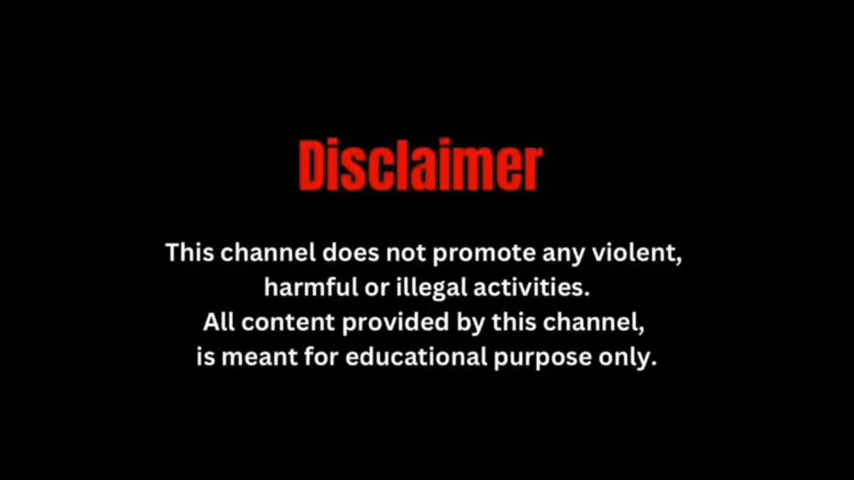 Disclaimer
This channel does not promote any violent,
harmful or illegal activities.
All content provided by this channel,
is meant for educational purpose only.